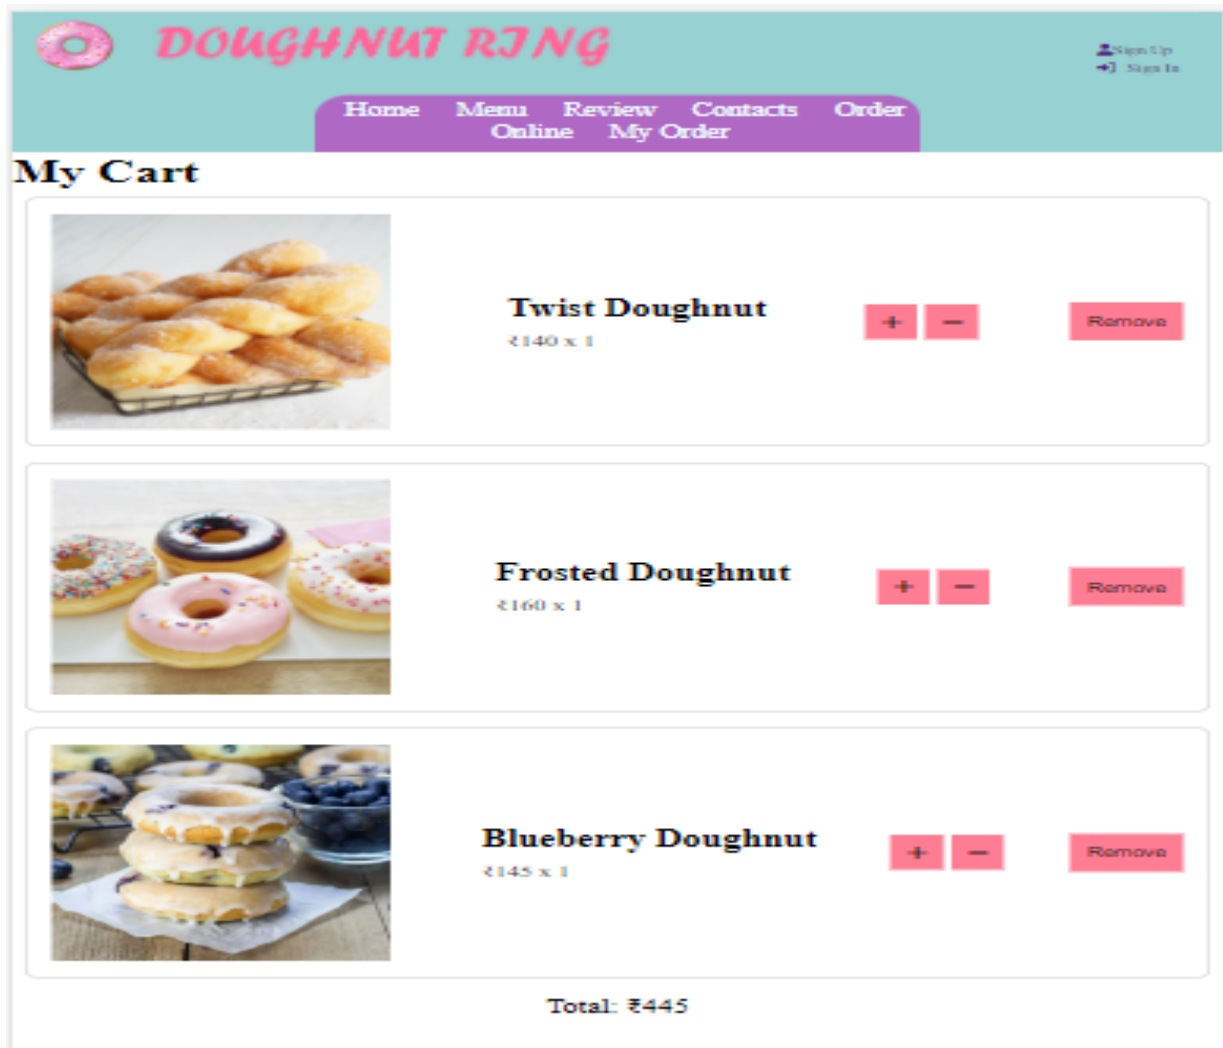 DOUGHNUT RING
Sign Up
Sign In
Home Menu Review Contacts Order
Online My Order
My Cart
Twist Doughnut
₹140 x 1
+ − Remove
Frosted Doughnut
₹160 x 1
+ − Remove
Blueberry Doughnut
₹145 x 1
+ − Remove
Total: ₹445